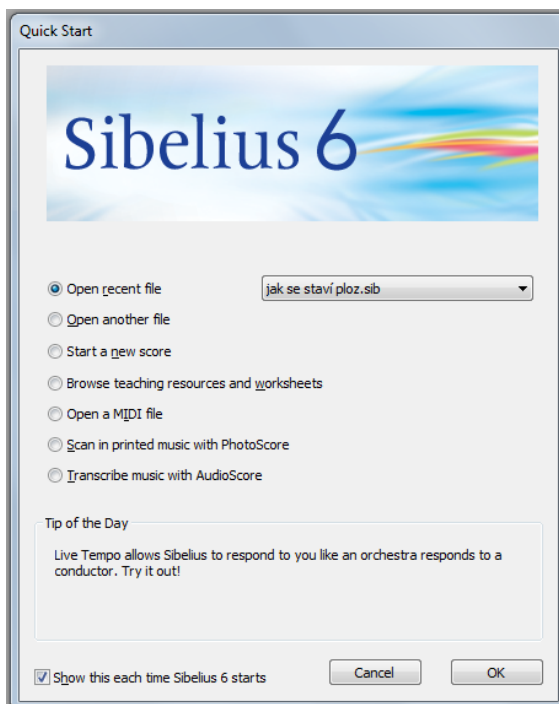 Quick Start
Sibelius 6
Open recent file
jak se staví ploz.sib
Open another file
Start a new score
Browse teaching resources and worksheets
Open a MIDI file
Scan in printed music with PhotoScore
Transcribe music with AudioScore
Tip of the Day
Live Tempo allows Sibelius to respond to you like an orchestra responds to a
conductor. Try it out!
Show this each time Sibelius 6 starts
Cancel
OK